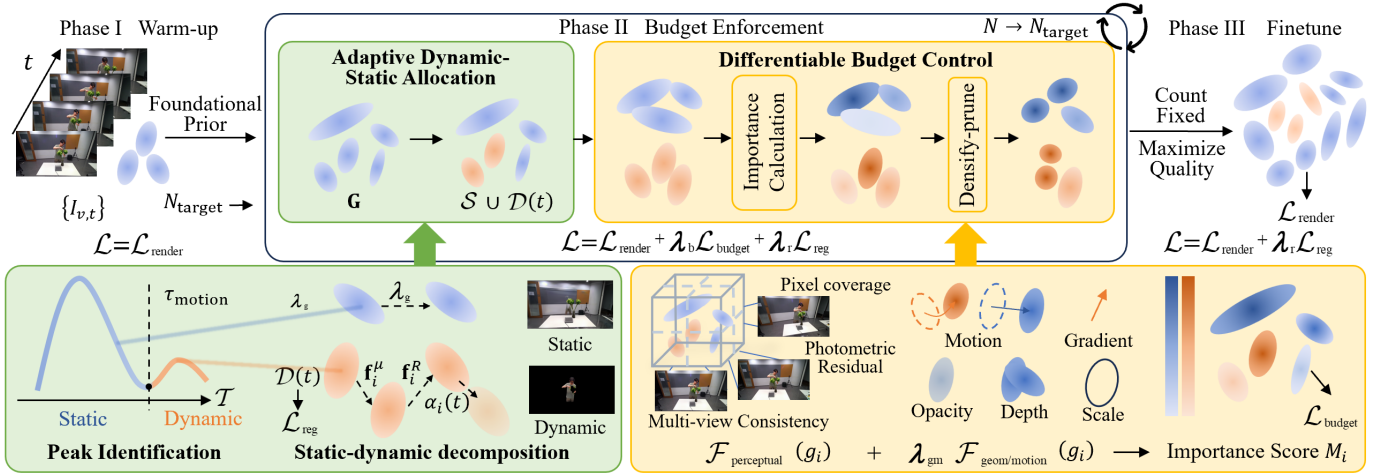 Phase I Warm-up
t
Foundational
Prior
{I_{v,t}}
N_target
ℒ=ℒ_render
Phase II Budget Enforcement
N → N_target
Adaptive Dynamic-
Static Allocation
G
𝒮 ∪ 𝒟(t)
Differentiable Budget Control
Importance
Calculation
Densify-prune
ℒ=ℒ_render + λ_b ℒ_budget + λ_r ℒ_reg
Phase III Finetune
Count
Fixed
Maximize
Quality
ℒ_render
ℒ=ℒ_render + λ_r ℒ_reg
τ_motion
𝒯
Static
Dynamic
Peak Identification
λ_g
λ_g
𝒟(t)
ℒ_reg
f_i^μ
f_i^R
α_i(t)
Static
Dynamic
Static-dynamic decomposition
Pixel coverage
Photometric
Residual
Multi-view Consistency
Motion
Gradient
Opacity
Depth
Scale
ℱ_perceptual (g_i) + λ_gm ℱ_geom/motion (g_i)
Importance Score M_i
ℒ_budget